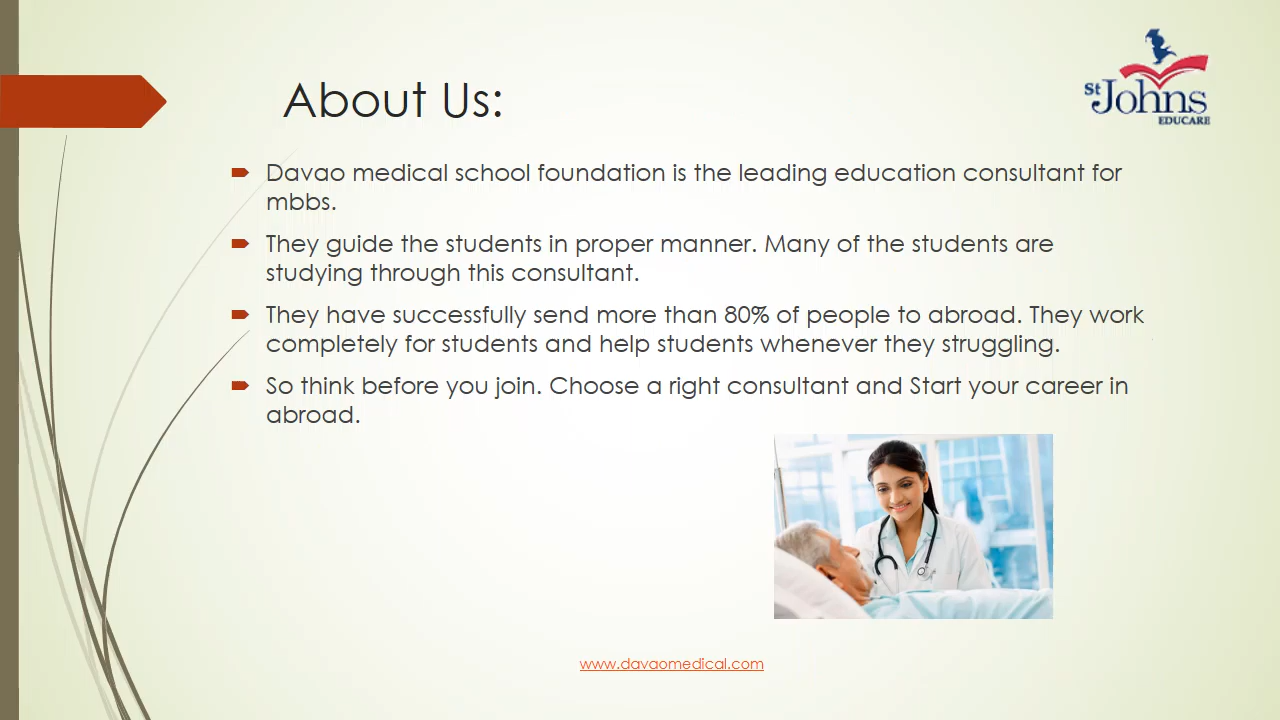 St
Johns
EDUCARE
About Us:
Davao medical school foundation is the leading education consultant for
mbbs.
They guide the students in proper manner. Many of the students are
studying through this consultant.
They have successfully send more than 80% of people to abroad. They work
completely for students and help students whenever they struggling.
So think before you join. Choose a right consultant and Start your career in
abroad.
www.davaomedical.com